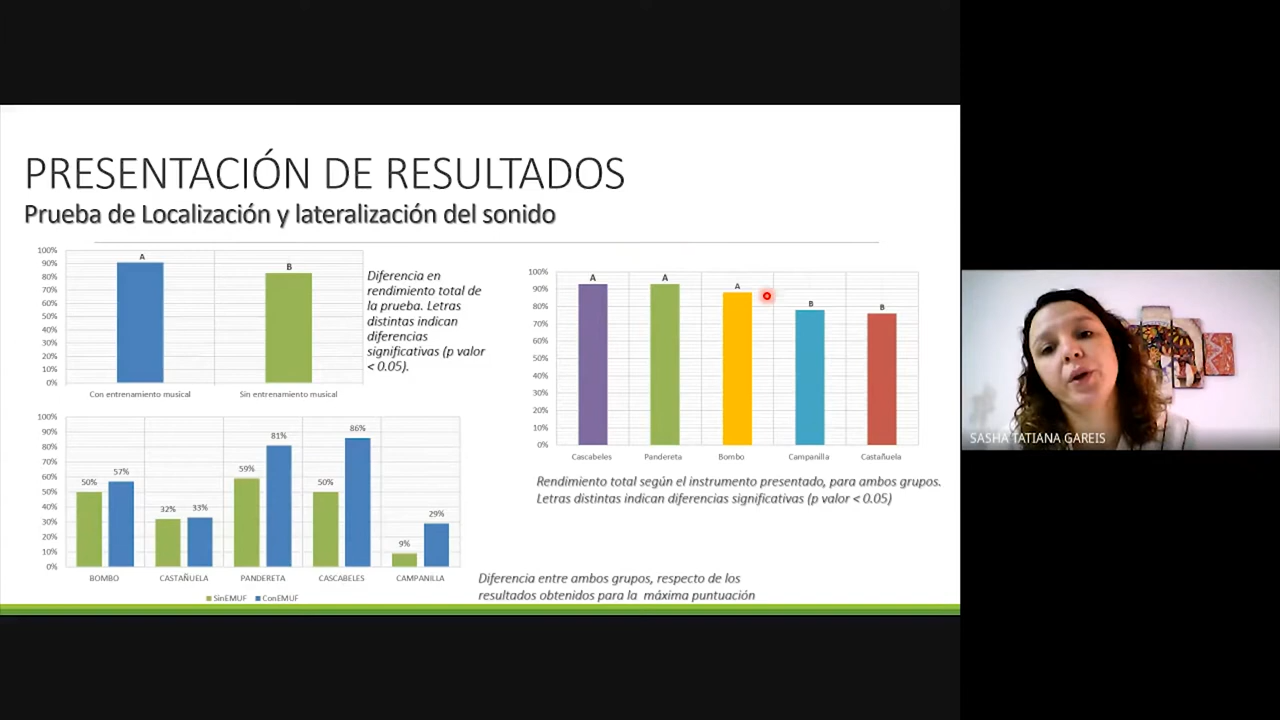 PRESENTACIÓN DE RESULTADOS
Prueba de Localización y lateralización del sonido
100%
90%
80%
70%
60%
50%
40%
30%
20%
10%
0%
A
B
Con entrenamiento musical
Sin entrenamiento musical
Diferencia en
rendimiento total de
la prueba. Letras
distintas indican
diferencias
significativas (p valor
< 0.05).
100%
90%
80%
70%
60%
50%
40%
30%
20%
10%
0%
A
A
A
B
B
Cascabeles
Pandereta
Bombo
Campanilla
Castañuela
Rendimiento total según el instrumento presentado, para ambos grupos.
Letras distintas indican diferencias significativas (p valor < 0.05)
100%
90%
80%
70%
60%
50%
40%
30%
20%
10%
0%
50%
57%
32%
33%
59%
81%
50%
86%
9%
29%
BOMBO
CASTAÑUELA
PANDERETA
CASCABELES
CAMPANILLA
SinEMUF
ConEMUF
Diferencia entre ambos grupos, respecto de los
resultados obtenidos para la máxima puntuación
SASHA TATIANA GAREIS